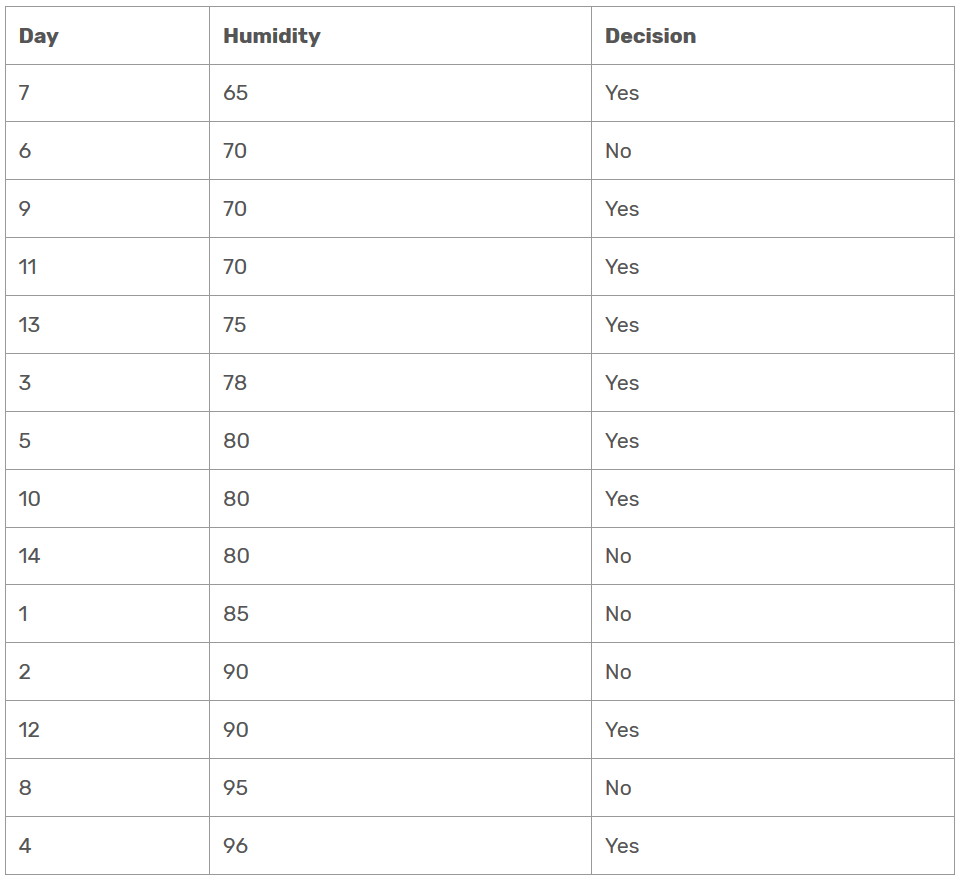 Day Humidity Decision
7 65 Yes
6 70 No
9 70 Yes
11 70 Yes
13 75 Yes
3 78 Yes
5 80 Yes
10 80 Yes
14 80 No
1 85 No
2 90 No
12 90 Yes
8 95 No
4 96 Yes